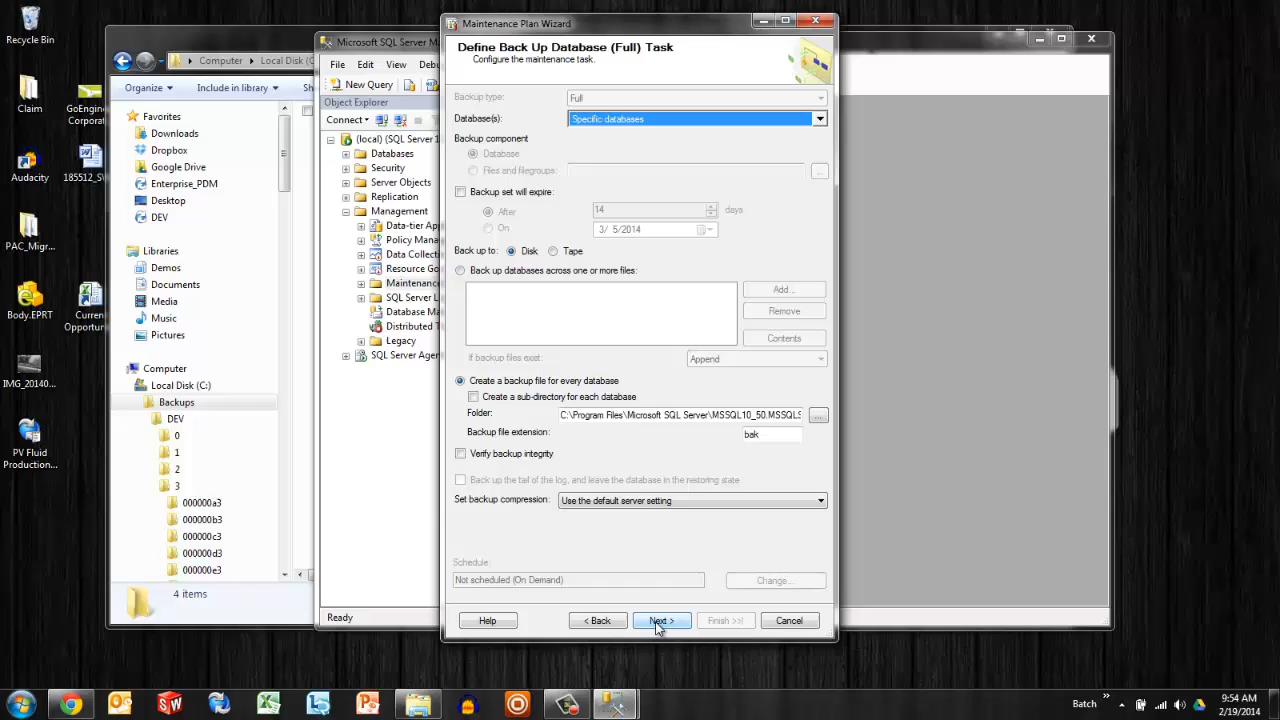 Recycle Bin
Claim
GoEngine
Corporat
Audacity
185512_SV
PAC_Migr...
Body.EPRT
Current
Opportuni
IMG_20140...
PV Fluid
Production...
Computer
Local Disk (C
Organize
Include in library
Sh
Favorites
Downloads
Dropbox
Google Drive
Enterprise_PDM
Desktop
DEV
Libraries
Demos
Documents
Media
Music
Pictures
Computer
Local Disk (C:)
Backups
DEV
0
1
2
3
000000a3
000000b3
000000c3
000000d3
000000e3
4 items
Microsoft SQL Server Ma
File Edit View Debu
New Query
Object Explorer
Connect
(local) (SQL Server 1
Databases
Security
Server Objects
Replication
Management
Data-tier Ap
Policy Mana
Data Collec
Resource Go
Maintenance
SQL Server L
Database Ma
Distributed T
Legacy
SQL Server Agen
Ready
Maintenance Plan Wizard
Define Back Up Database (Full) Task
Configure the maintenance task.
Backup type: Full
Database(s): Specific databases
Backup component
Database
Files and filegroups: ...
Backup set will expire:
After 14 days
On 3/ 5/2014
Back up to: Disk Tape
Back up databases across one or more files:
Add...
Remove
Contents
If backup files exist: Append
Create a backup file for every database
Create a sub-directory for each database
Folder: C:\Program Files\Microsoft SQL Server\MSSQL10_50.MSSQLS ...
Backup file extension: bak
Verify backup integrity
Back up the tail of the log, and leave the database in the restoring state
Set backup compression: Use the default server setting
Schedule:
Not scheduled (On Demand) Change...
Help < Back Next > Finish >>| Cancel
Batch
9:54 AM
2/19/2014